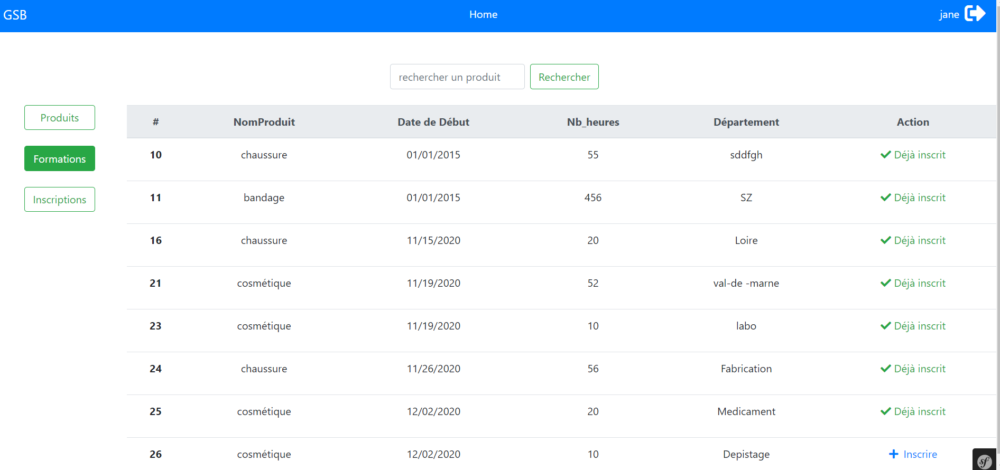 GSB Home jane
rechercher un produit Rechercher
Produits
Formations
Inscriptions
# NomProduit Date de Début Nb_heures Département Action
10 chaussure 01/01/2015 55 sddfgh Déjà inscrit
11 bandage 01/01/2015 456 SZ Déjà inscrit
16 chaussure 11/15/2020 20 Loire Déjà inscrit
21 cosmétique 11/19/2020 52 val-de -marne Déjà inscrit
23 cosmétique 11/19/2020 10 labo Déjà inscrit
24 chaussure 11/26/2020 56 Fabrication Déjà inscrit
25 cosmétique 12/02/2020 20 Medicament Déjà inscrit
26 cosmétique 12/02/2020 10 Depistage Inscrire
sf